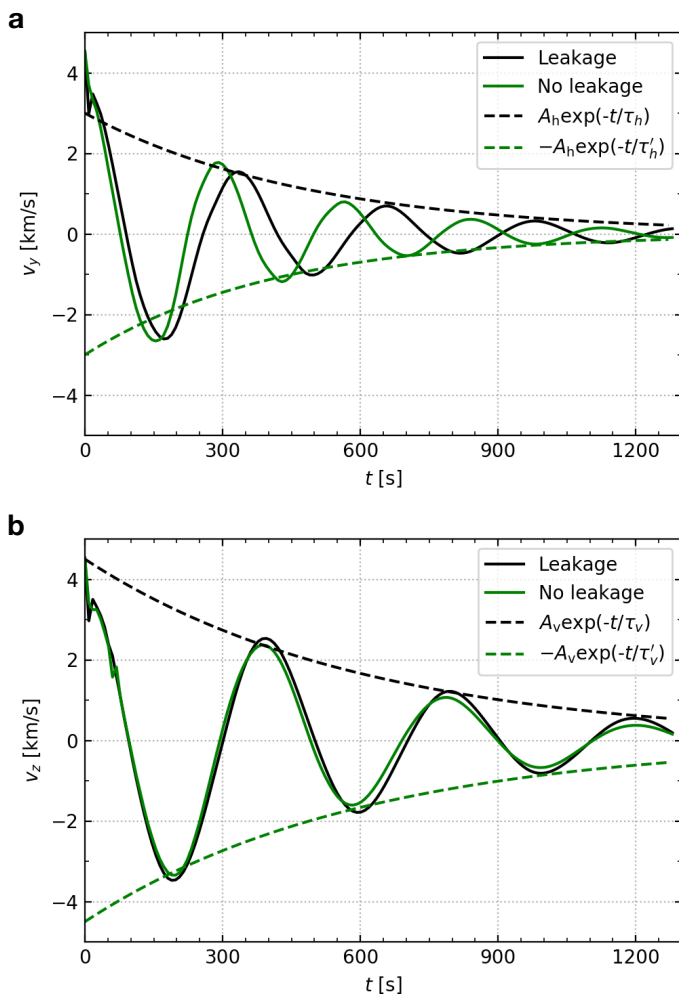 a
4
2
0
−2
−4
v_y [km/s]
Leakage
No leakage
A_h exp(-t/τ_h)
−A_h exp(-t/τ′_h)
0 300 600 900 1200
t [s]
b
4
2
0
−2
−4
v_z [km/s]
Leakage
No leakage
A_v exp(-t/τ_v)
−A_v exp(-t/τ′_v)
0 300 600 900 1200
t [s]